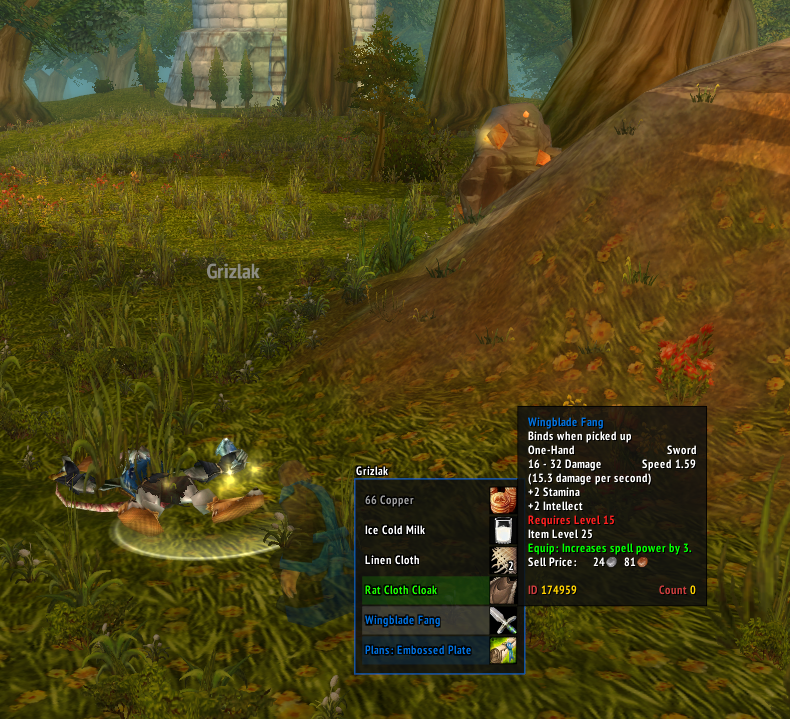 Grizlak
Grizlak
66 Copper
Ice Cold Milk
Linen Cloth
2
Rat Cloth Cloak
Wingblade Fang
Plans: Embossed Plate
Wingblade Fang
Binds when picked up
One-Hand Sword
16 - 32 Damage Speed 1.59
(15.3 damage per second)
+2 Stamina
+2 Intellect
Requires Level 15
Item Level 25
Equip: Increases spell power by 3.
Sell Price: 24 81
ID 174959 Count 0